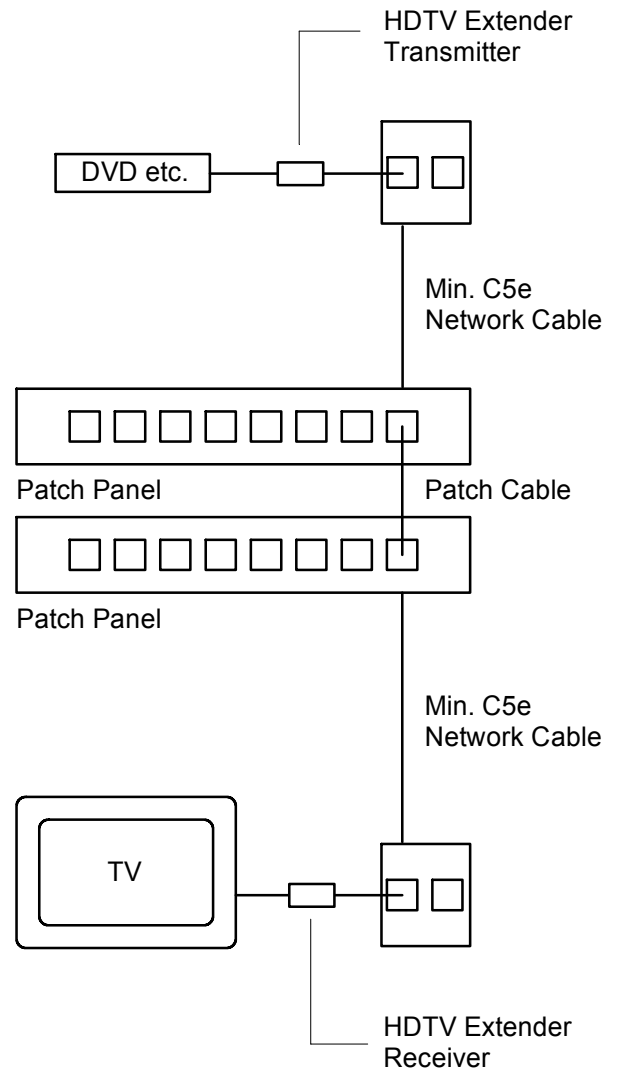 HDTV Extender
Transmitter
DVD etc.
Min. C5e
Network Cable
Patch Panel
Patch Cable
Patch Panel
Min. C5e
Network Cable
TV
HDTV Extender
Receiver